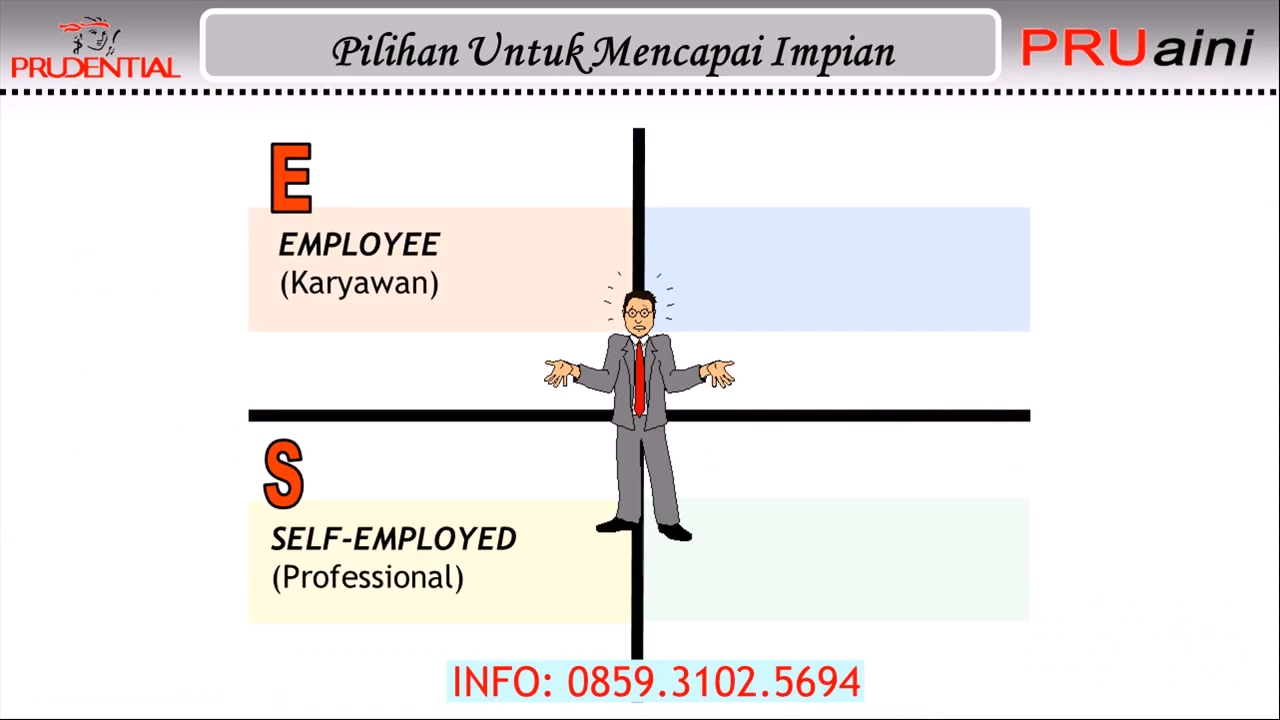 PRUDENTIAL
Pilihan Untuk Mencapai Impian
PRUaini
E
EMPLOYEE
(Karyawan)
S
SELF-EMPLOYED
(Professional)
INFO: 0859.3102.5694